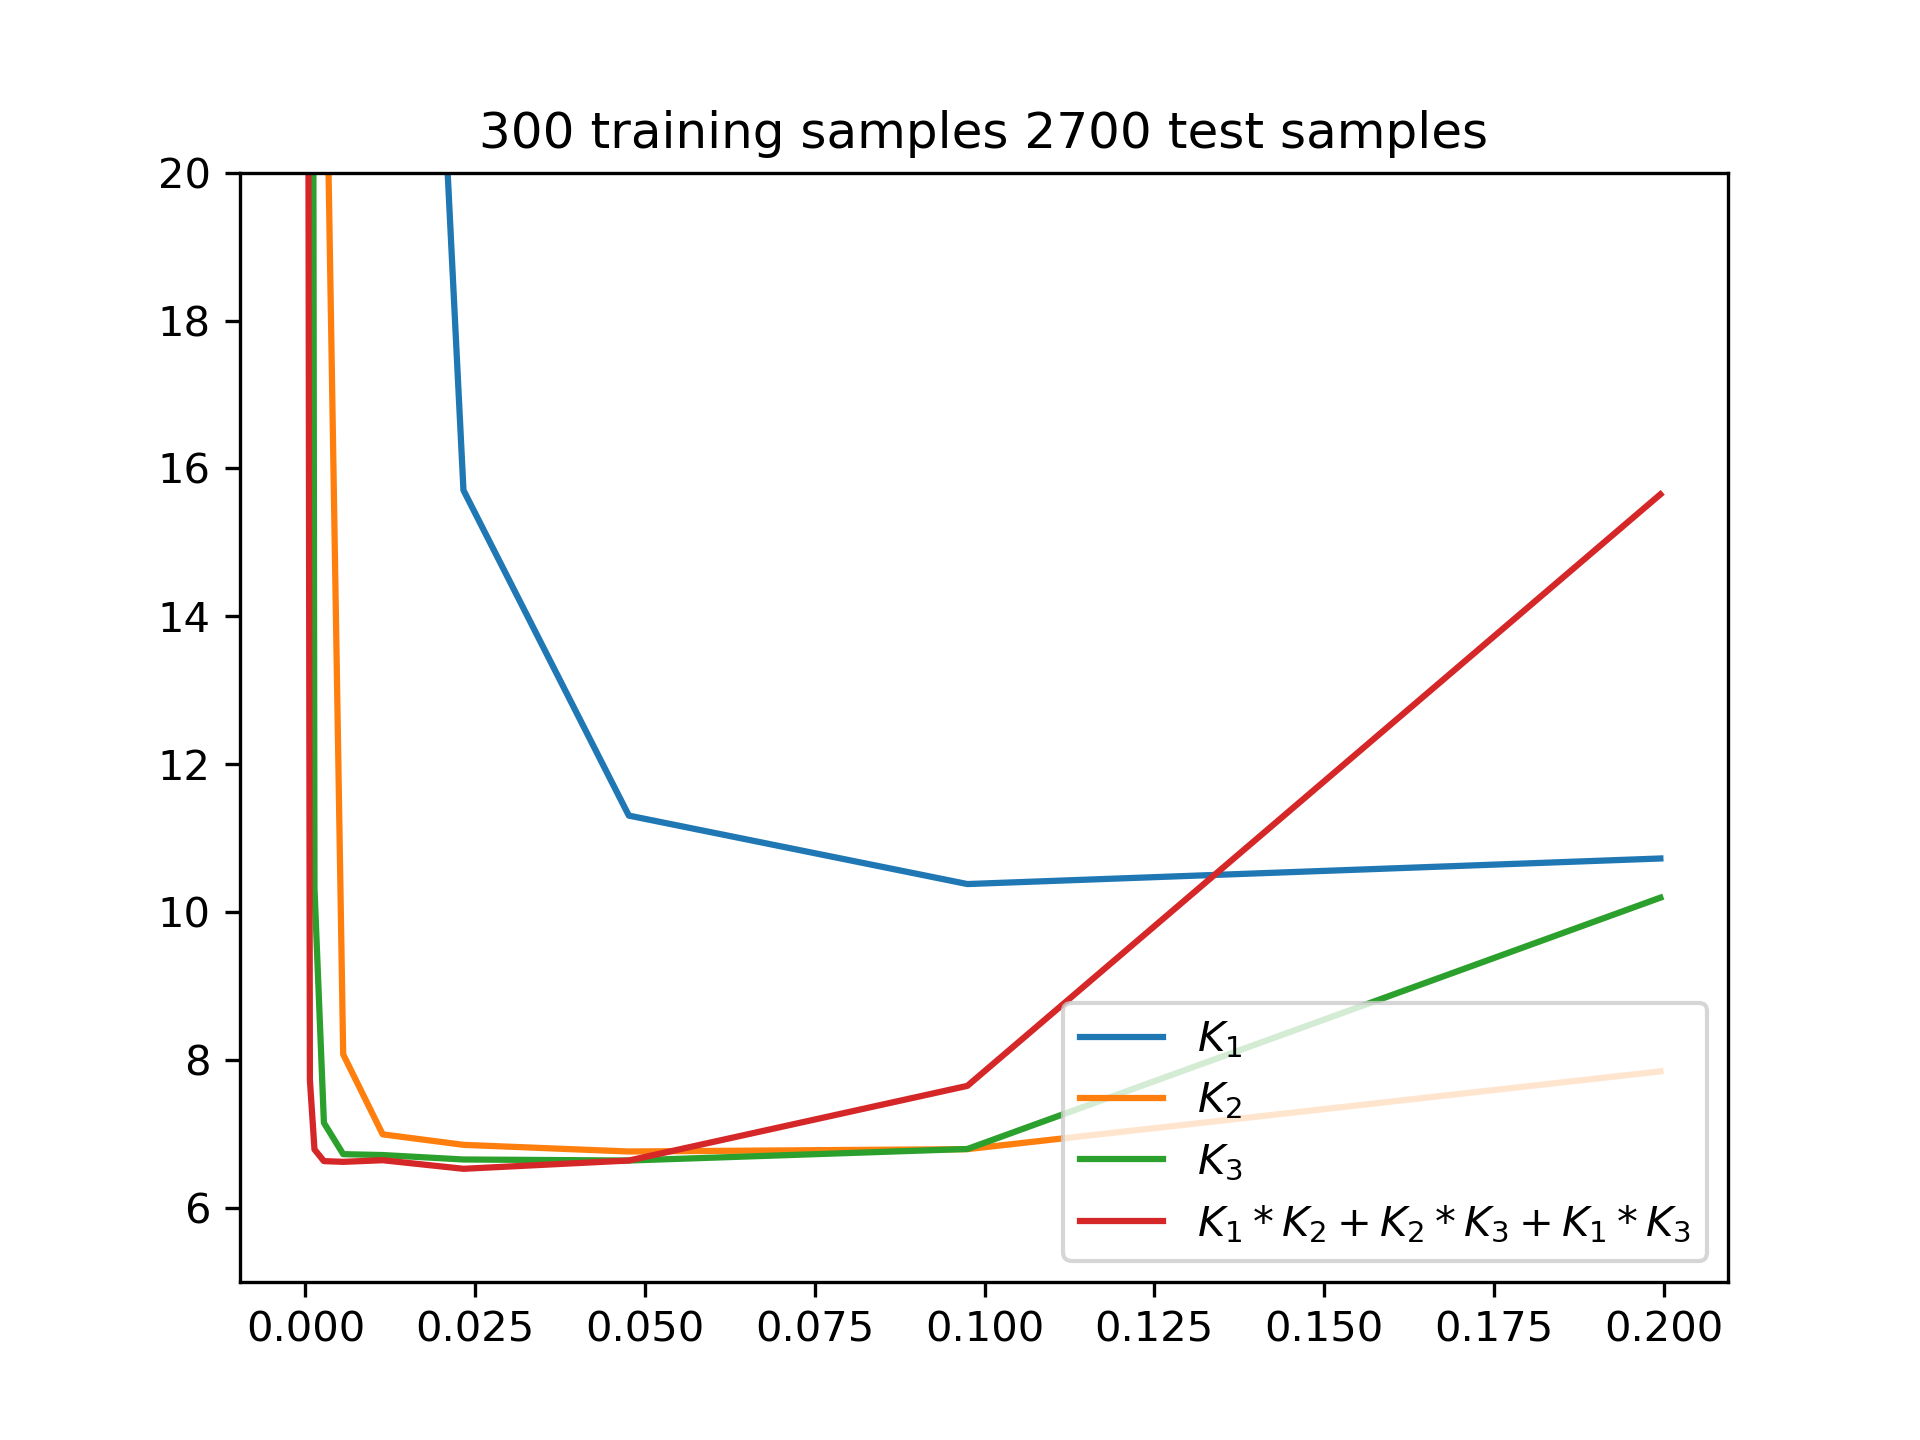 300 training samples 2700 test samples
20
18
16
14
12
10
8
6
K₁
K₂
K₃
K₁ * K₂ + K₂ * K₃ + K₁ * K₃
0.000 0.025 0.050 0.075 0.100 0.125 0.150 0.175 0.200